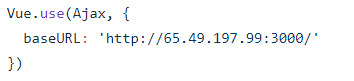 Vue.use(Ajax, {
  baseURL: 'http://65.49.197.99:3000/'
})